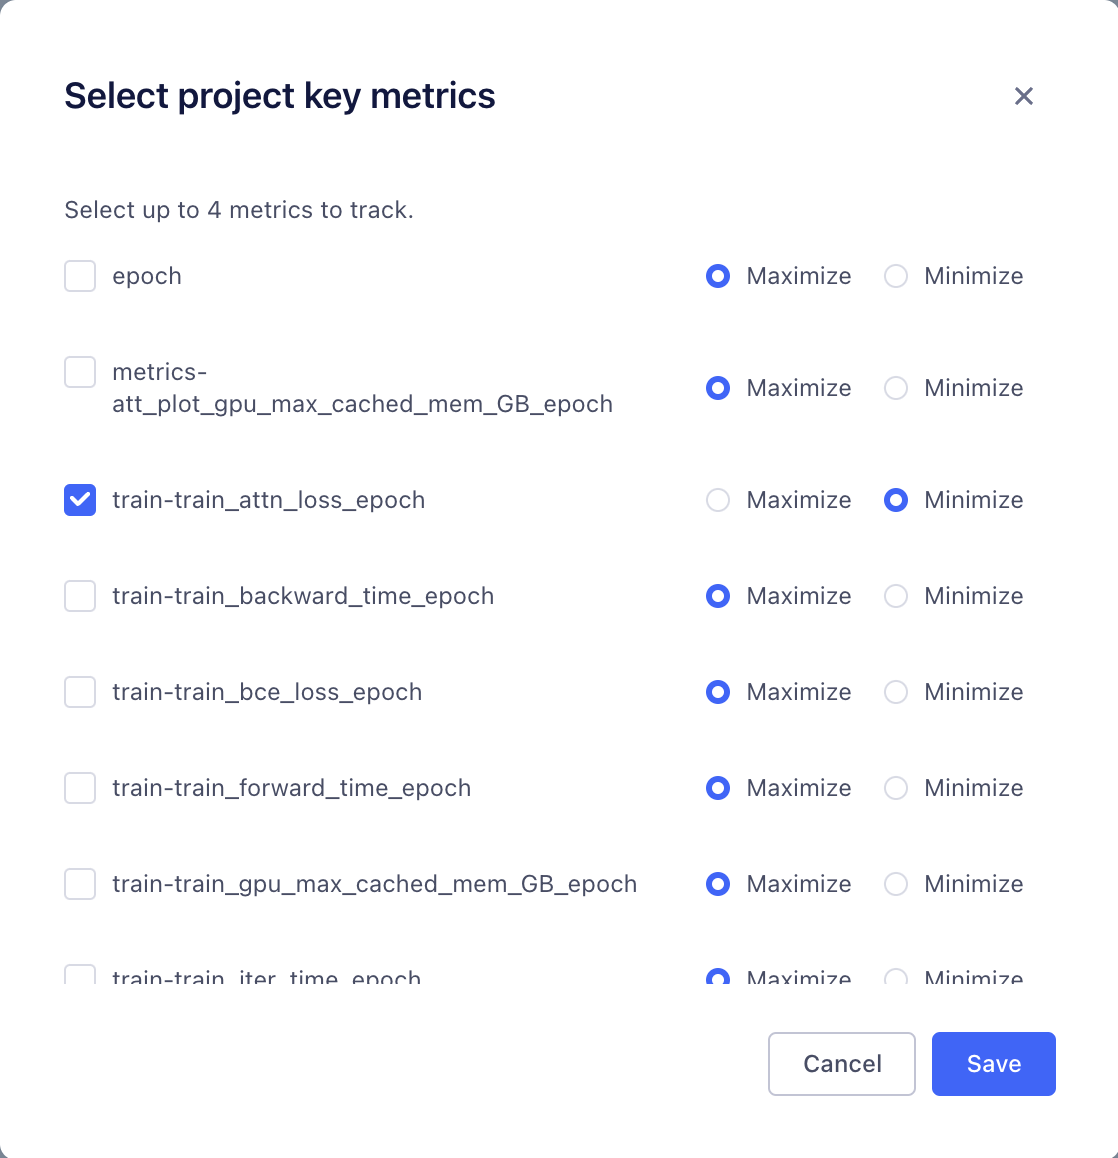 Select project key metrics
Select up to 4 metrics to track.
epoch Maximize Minimize
metrics-
att_plot_gpu_max_cached_mem_GB_epoch Maximize Minimize
train-train_attn_loss_epoch Maximize Minimize
train-train_backward_time_epoch Maximize Minimize
train-train_bce_loss_epoch Maximize Minimize
train-train_forward_time_epoch Maximize Minimize
train-train_gpu_max_cached_mem_GB_epoch Maximize Minimize
train-train_iter_time_epoch Maximize Minimize
Cancel Save